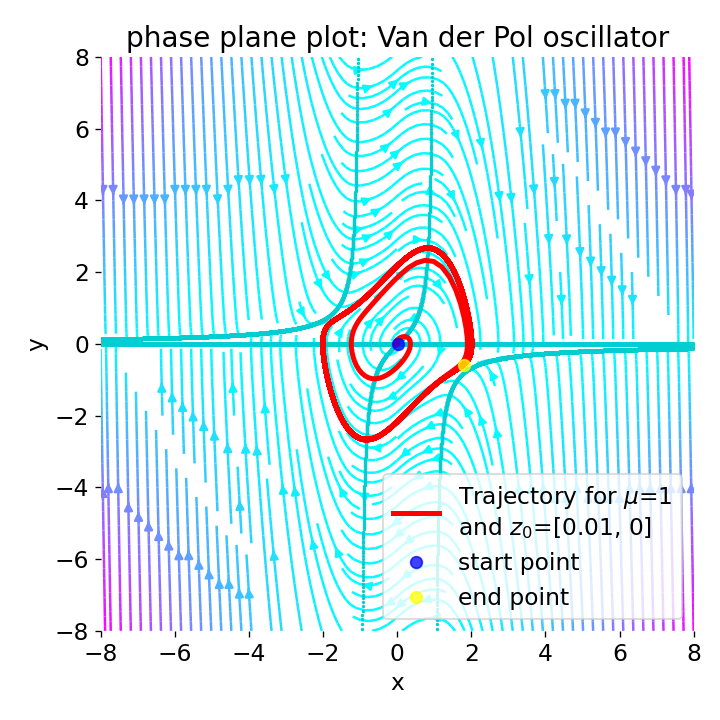 phase plane plot: Van der Pol oscillator
8
6
4
2
0
−2
−4
−6
−8
y
−8 −6 −4 −2 0 2 4 6 8
x
Trajectory for μ=1
and z₀=[0.01, 0]
start point
end point